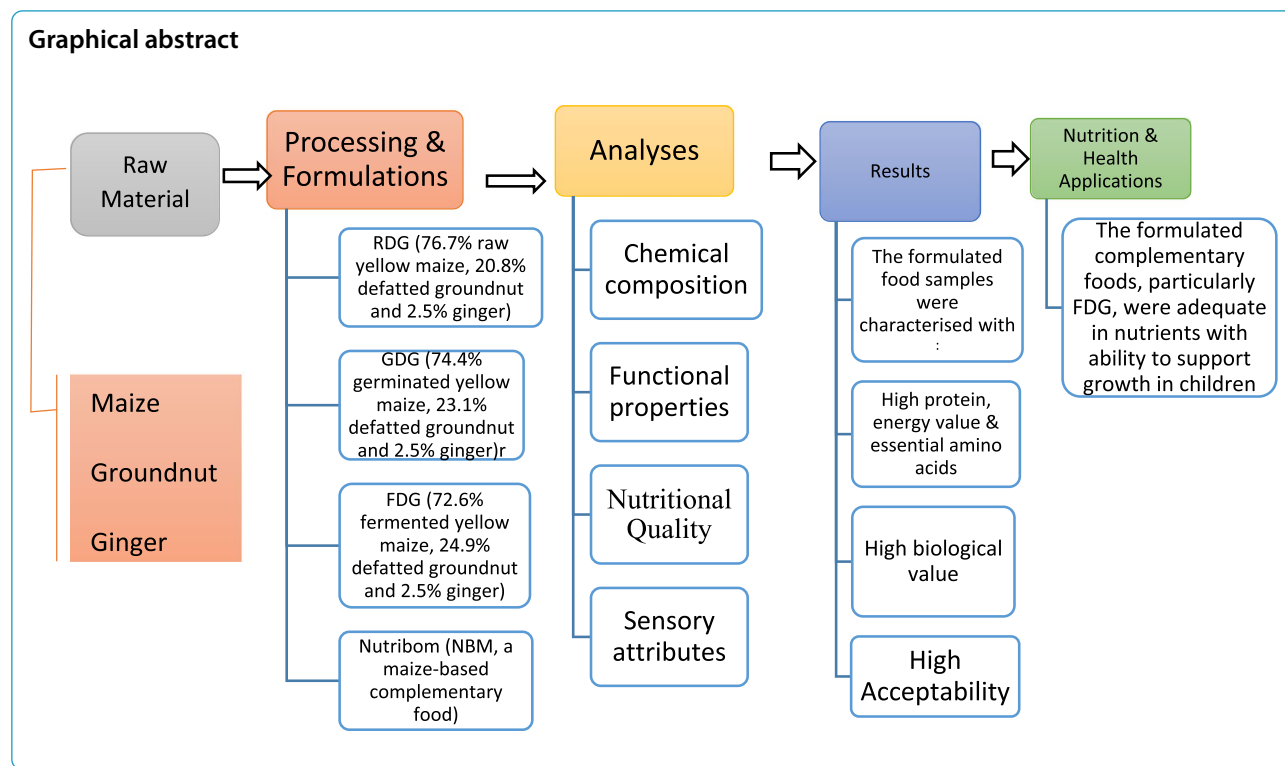 Graphical abstract
Raw
Material
Maize
Groundnut
Ginger
Processing &
Formulations
RDG (76.7% raw
yellow maize, 20.8%
defatted groundnut
and 2.5% ginger)
GDG (74.4%
germinated yellow
maize, 23.1%
defatted groundnut
and 2.5% ginger)r
FDG (72.6%
fermented yellow
maize, 24.9%
defatted groundnut
and 2.5% ginger)
Nutribom (NBM, a
maize-based
complementary
food)
Analyses
Chemical
composition
Functional
properties
Nutritional
Quality
Sensory
attributes
Results
The formulated
food samples
were
characterised with
:
High protein,
energy value &
essential amino
acids
High biological
value
High
Acceptability
Nutrition &
Health
Applications
The formulated
complementary
foods, particularly
FDG, were adequate
in nutrients with
ability to support
growth in children